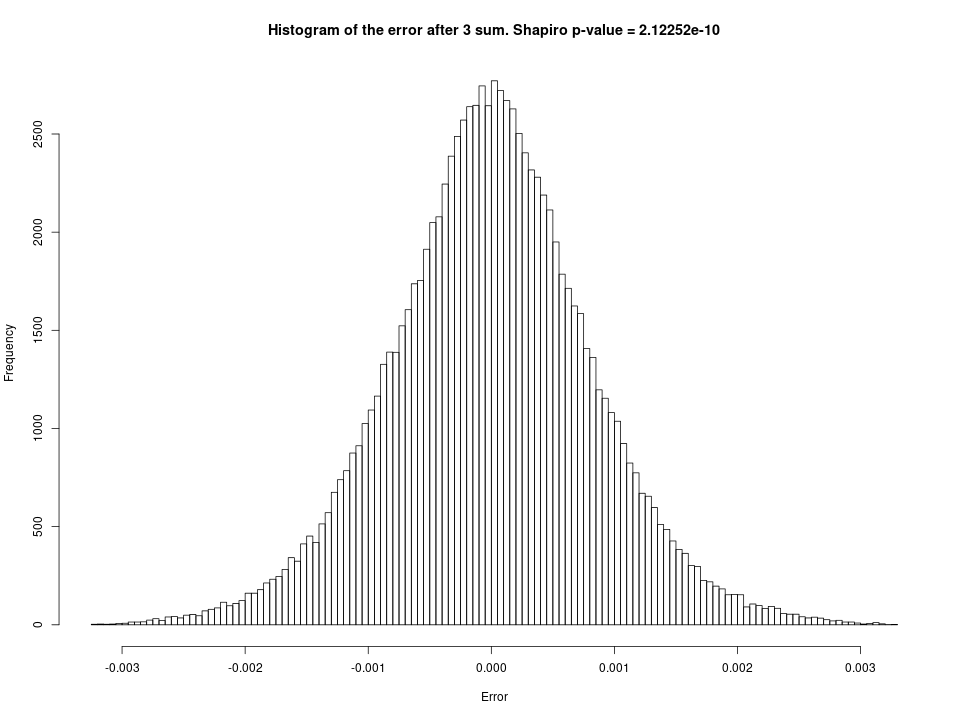 Histogram of the error after 3 sum. Shapiro p-value = 2.12252e-10
Frequency
2500
2000
1500
1000
500
0
-0.003 -0.002 -0.001 0.000 0.001 0.002 0.003
Error